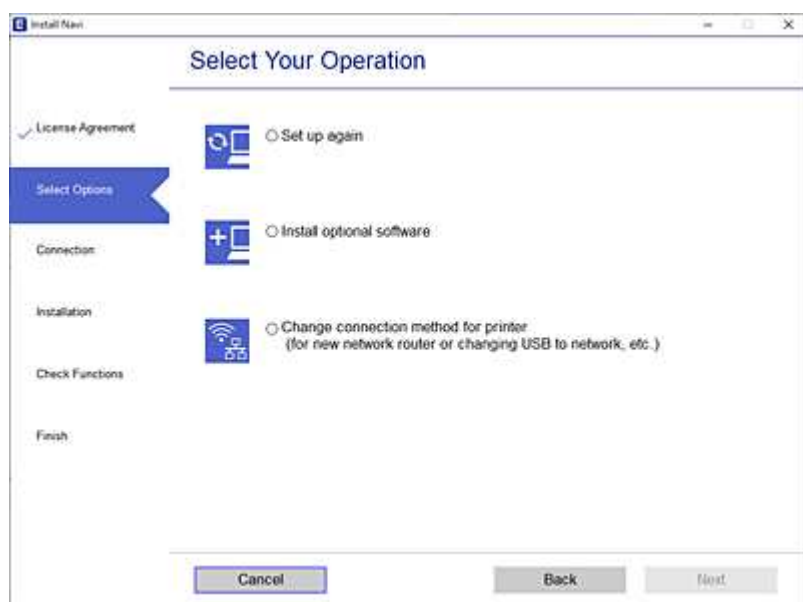 Install Navi
Select Your Operation
License Agreement
Select Options
Connection
Installation
Check Functions
Finish
Set up again
Install optional software
Change connection method for printer
(for new network router or changing USB to network, etc.)
Cancel
Back
Next